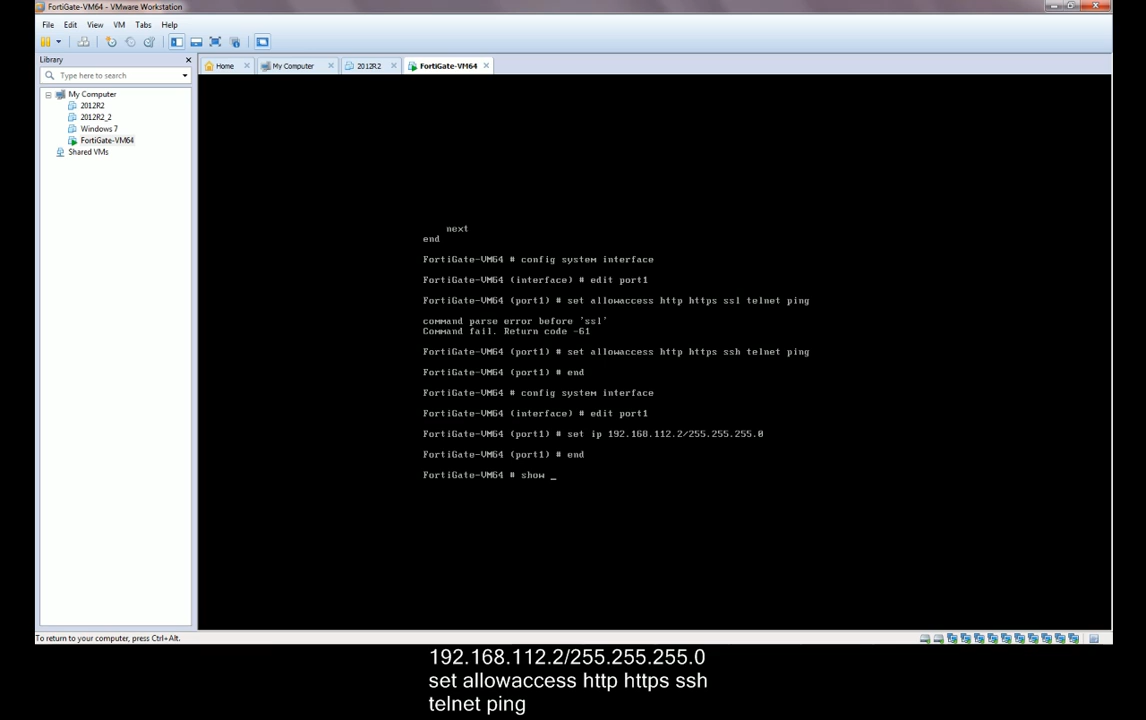 FortiGate-VM64 - VMware Workstation
File Edit View VM Tabs Help
Library
Type here to search
My Computer
2012R2
2012R2_2
Windows 7
FortiGate-VM64
Shared VMs
Home My Computer 2012R2 FortiGate-VM64
next
end
FortiGate-VM64 # config system interface
FortiGate-VM64 (interface) # edit port1
FortiGate-VM64 (port1) # set allowaccess http https ssl telnet ping
command parse error before 'ssl'
Command fail. Return code -61
FortiGate-VM64 (port1) # set allowaccess http https ssh telnet ping
FortiGate-VM64 (port1) # end
FortiGate-VM64 # config system interface
FortiGate-VM64 (interface) # edit port1
FortiGate-VM64 (port1) # set ip 192.168.112.2/255.255.255.0
FortiGate-VM64 (port1) # end
FortiGate-VM64 # show _
To return to your computer, press Ctrl+Alt.
192.168.112.2/255.255.255.0
set allowaccess http https ssh
telnet ping